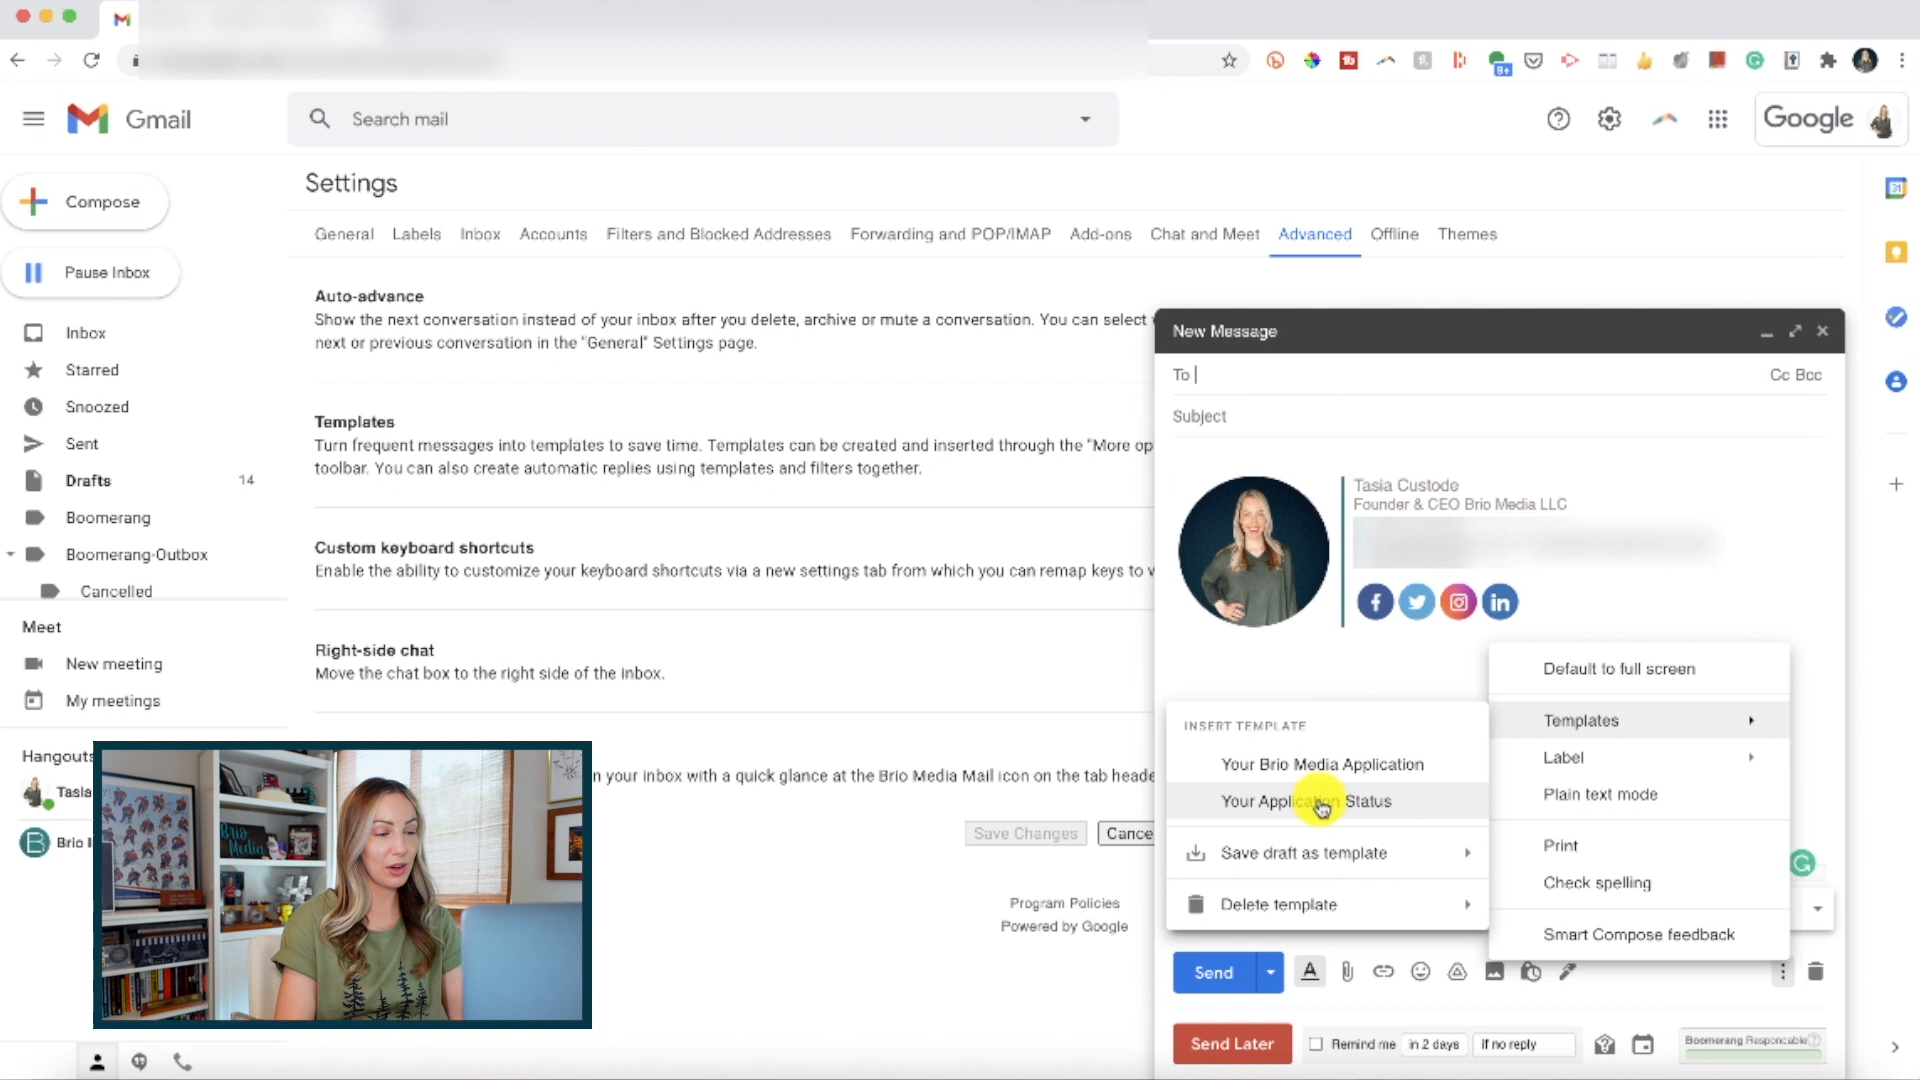 Gmail
Search mail
Google
Compose
Pause Inbox
Inbox
Starred
Snoozed
Sent
Drafts 14
Boomerang
Boomerang-Outbox
Cancelled
Meet
New meeting
My meetings
Hangouts
Tasia
Brio
Settings
General Labels Inbox Accounts Filters and Blocked Addresses Forwarding and POP/IMAP Add-ons Chat and Meet Advanced Offline Themes
Auto-advance
Show the next conversation instead of your inbox after you delete, archive or mute a conversation. You can select
next or previous conversation in the "General" Settings page.
Templates
Turn frequent messages into templates to save time. Templates can be created and inserted through the "More op
toolbar. You can also create automatic replies using templates and filters together.
Custom keyboard shortcuts
Enable the ability to customize your keyboard shortcuts via a new settings tab from which you can remap keys to v
Right-side chat
Move the chat box to the right side of the inbox.
n your inbox with a quick glance at the Brio Media Mail icon on the tab heade
Save Changes Cance
Program Policies
Powered by Google
Brio
Media
New Message
To Cc Bcc
Subject
Tasia Custode
Founder & CEO Brio Media LLC
Default to full screen
Templates
Label
Plain text mode
Print
Check spelling
Smart Compose feedback
INSERT TEMPLATE
Your Brio Media Application
Your Application Status
Save draft as template
Delete template
Send
Send Later Remind me in 2 days if no reply Boomerang Respondable